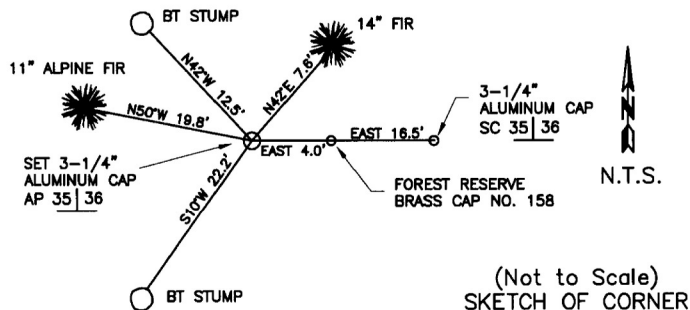 BT STUMP
14" FIR
11" ALPINE FIR
N42°W 12.5'
N42°E 7.6'
N50°W 19.8'
3-1/4"
ALUMINUM CAP
SC 35 | 36
N
N.T.S.
EAST 4.0'
EAST 16.5'
SET 3-1/4"
ALUMINUM CAP
AP 35 | 36
FOREST RESERVE
BRASS CAP NO. 158
S10°W 22.2'
BT STUMP
(Not to Scale)
SKETCH OF CORNER